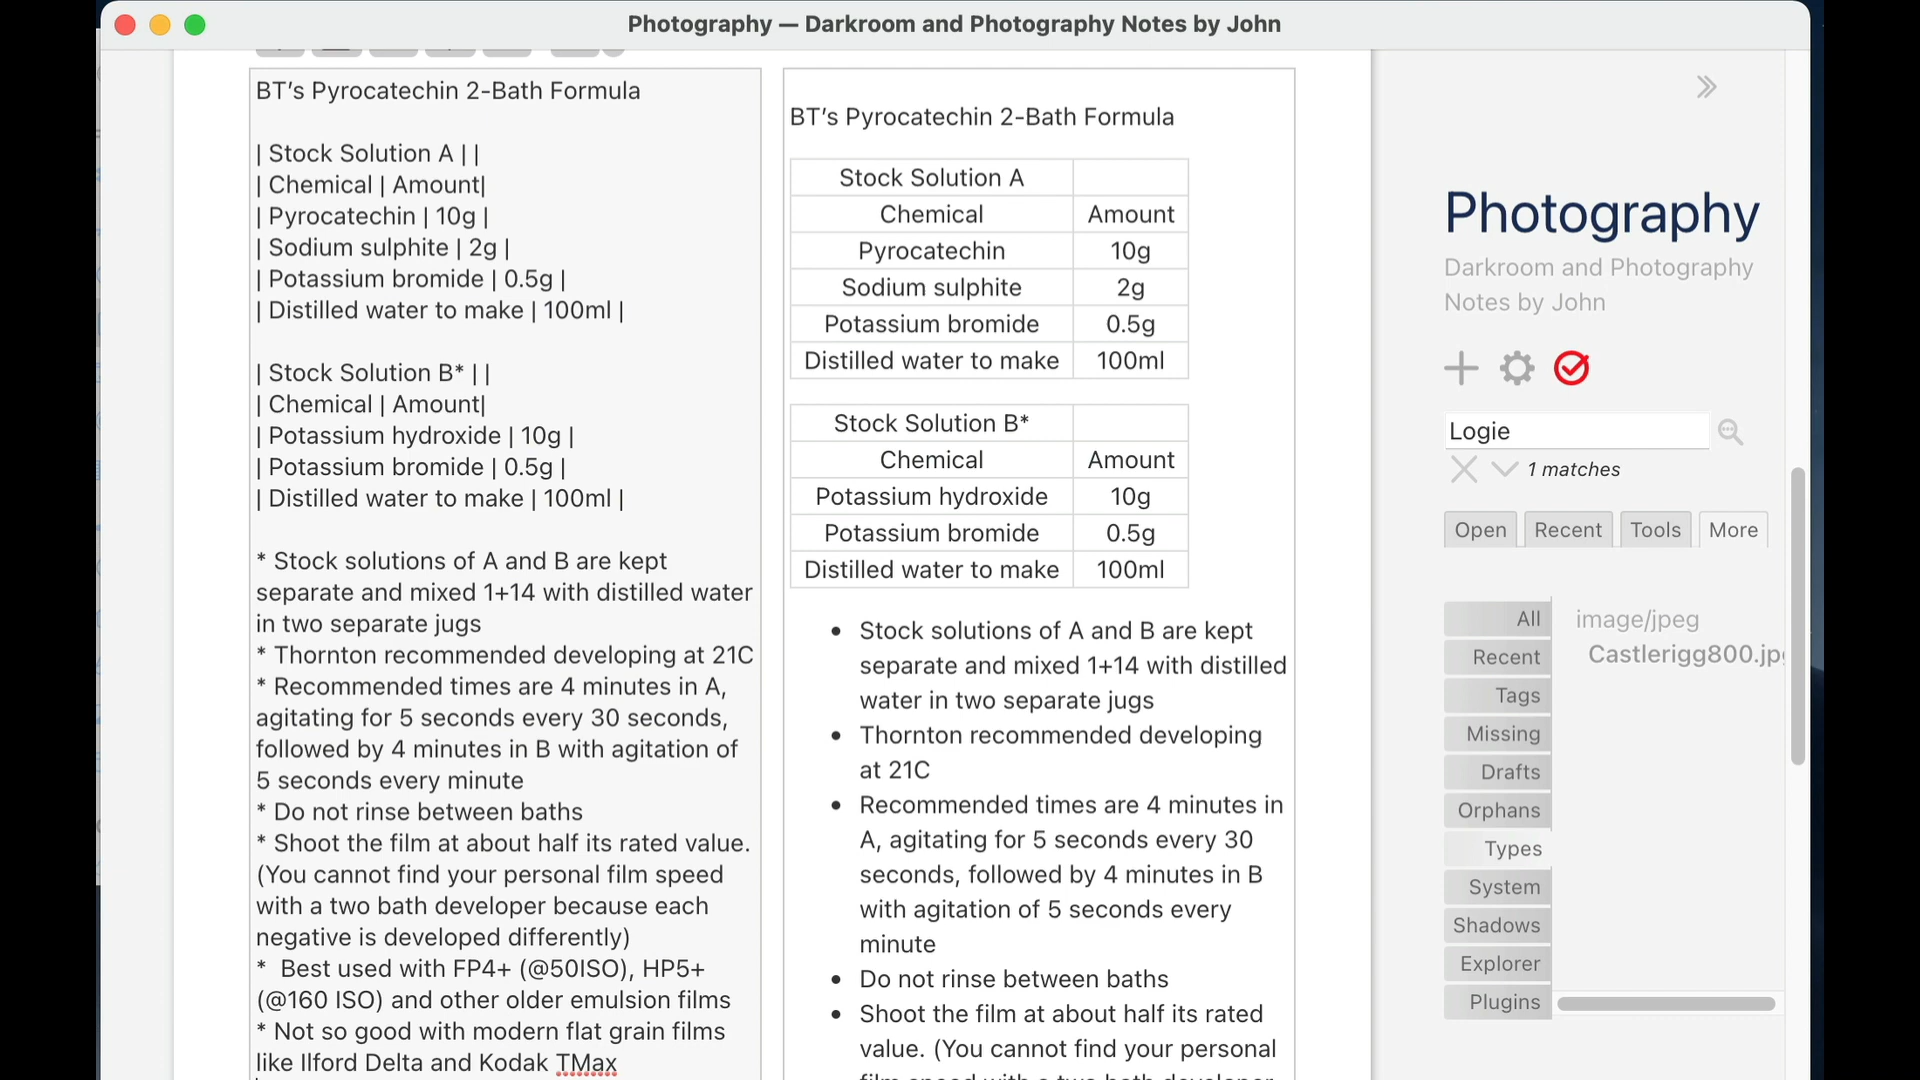 Photography — Darkroom and Photography Notes by John
BT’s Pyrocatechin 2-Bath Formula
| Stock Solution A | |
| Chemical | Amount|
| Pyrocatechin | 10g |
| Sodium sulphite | 2g |
| Potassium bromide | 0.5g |
| Distilled water to make | 100ml |
| Stock Solution B* | |
| Chemical | Amount|
| Potassium hydroxide | 10g |
| Potassium bromide | 0.5g |
| Distilled water to make | 100ml |
* Stock solutions of A and B are kept
separate and mixed 1+14 with distilled water
in two separate jugs
* Thornton recommended developing at 21C
* Recommended times are 4 minutes in A,
agitating for 5 seconds every 30 seconds,
followed by 4 minutes in B with agitation of
5 seconds every minute
* Do not rinse between baths
* Shoot the film at about half its rated value.
(You cannot find your personal film speed
with a two bath developer because each
negative is developed differently)
*  Best used with FP4+ (@50ISO), HP5+
(@160 ISO) and other older emulsion films
* Not so good with modern flat grain films
like Ilford Delta and Kodak TMax
BT’s Pyrocatechin 2-Bath Formula
Stock Solution A
Chemical Amount
Pyrocatechin 10g
Sodium sulphite 2g
Potassium bromide 0.5g
Distilled water to make 100ml
Stock Solution B*
Chemical Amount
Potassium hydroxide 10g
Potassium bromide 0.5g
Distilled water to make 100ml
• Stock solutions of A and B are kept
separate and mixed 1+14 with distilled
water in two separate jugs
• Thornton recommended developing
at 21C
• Recommended times are 4 minutes in
A, agitating for 5 seconds every 30
seconds, followed by 4 minutes in B
with agitation of 5 seconds every
minute
• Do not rinse between baths
• Shoot the film at about half its rated
value. (You cannot find your personal
film speed with a two bath developer
Photography
Darkroom and Photography
Notes by John
Logie
1 matches
Open Recent Tools More
All
Recent
Tags
Missing
Drafts
Orphans
Types
System
Shadows
Explorer
Plugins
image/jpeg
Castlerigg800.jp